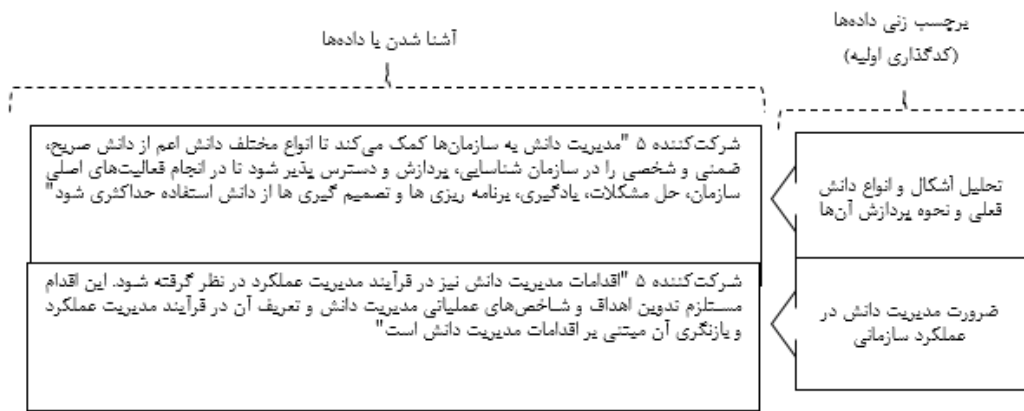 برچسب زنی داده‌ها
(کدگذاری اولیه)
آشنا شدن با داده‌ها
تحلیل آشکال و انواع دانش
فعلی و نحوه پردازش آن‌ها
شرکت‌کننده ۵ "مدیریت دانش به سازمان‌ها کمک می‌کند تا انواع مختلف دانش اعم از دانش صریح،
ضمنی و شخصی را در سازمان شناسایی، پردازش و دسترس پذیر شود تا در انجام فعالیت‌های اصلی
سازمان، حل مشکلات، یادگیری، برنامه ریزی ها و تصمیم گیری ها از دانش استفاده حداکثری شود"
ضرورت مدیریت دانش در
عملکرد سازمانی
شرکت‌کننده ۵ "اقدامات مدیریت دانش نیز در فرآیند مدیریت عملکرد در نظر گرفته شود. این اقدام
مستلزم تدوین اهداف و شاخص‌های عملیاتی مدیریت دانش و تعریف آن در فرآیند مدیریت عملکرد
و بازنگری آن مبتنی بر اقدامات مدیریت دانش است"